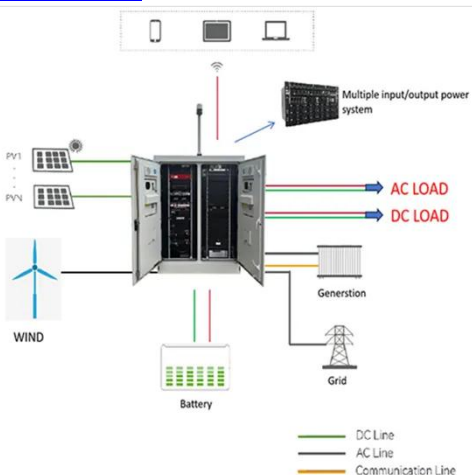 Multiple input/output power
system
PV1
PVN
AC LOAD
DC LOAD
WIND
Generstion
Grid
Battery
DC Line
AC Line
Communication Line